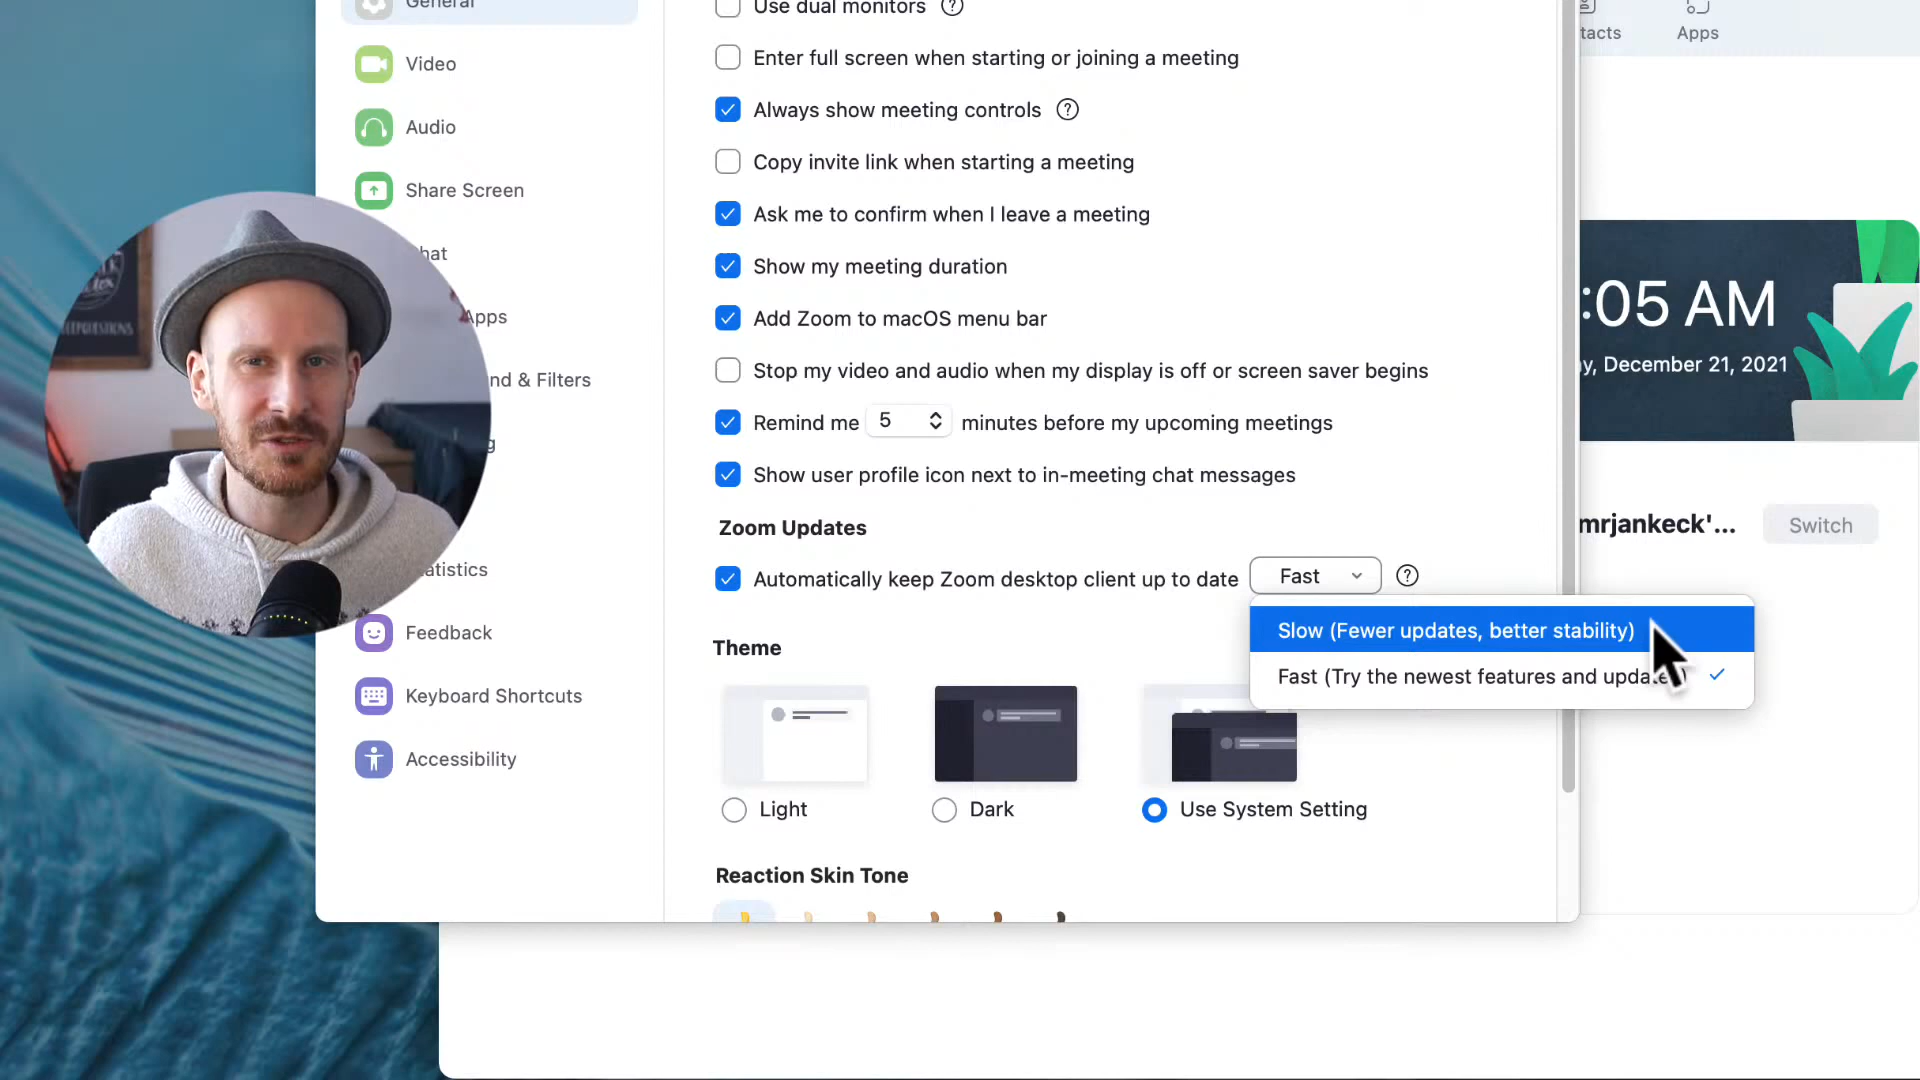 General
Use dual monitors
tacts
Apps
Video
Enter full screen when starting or joining a meeting
Audio
Always show meeting controls
Share Screen
Copy invite link when starting a meeting
hat
Ask me to confirm when I leave a meeting
Show my meeting duration
Apps
Add Zoom to macOS menu bar
:05 AM
y, December 21, 2021
nd & Filters
Stop my video and audio when my display is off or screen saver begins
g
Remind me 5 minutes before my upcoming meetings
Show user profile icon next to in-meeting chat messages
Zoom Updates
mrjankeck'...
Switch
atistics
Automatically keep Zoom desktop client up to date Fast
Slow (Fewer updates, better stability)
Fast (Try the newest features and update
Feedback
Theme
Keyboard Shortcuts
Accessibility
Light
Dark
Use System Setting
Reaction Skin Tone